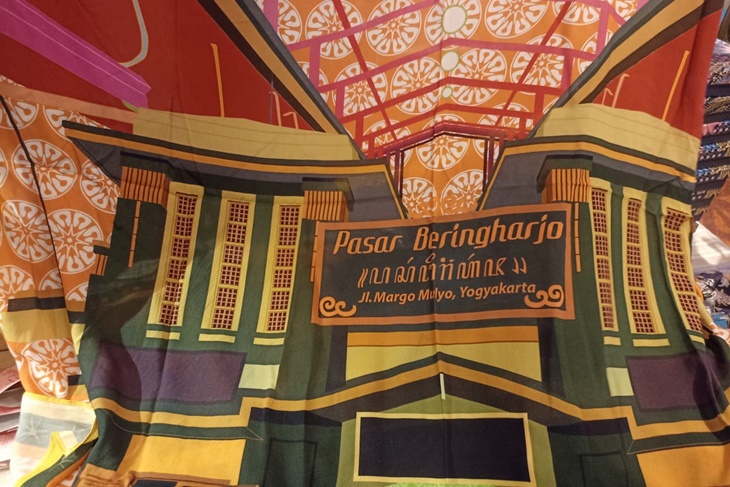 Pasar Beringharjo
Jl. Margo Mulyo, Yogyakarta